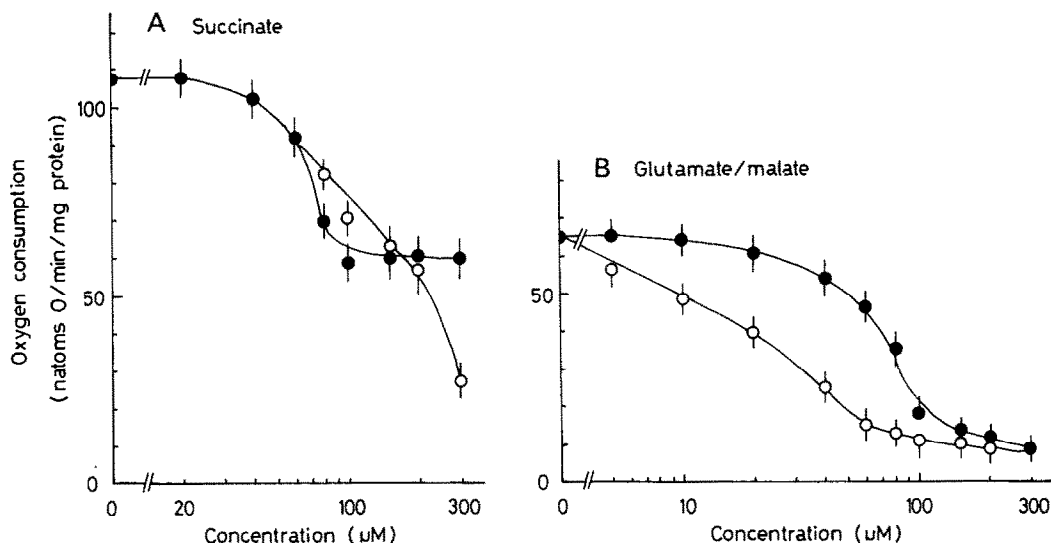 A Succinate
100
50
0
Oxygen consumption
(natoms O/min/mg protein)
0 20 100 300
Concentration (μM)
B Glutamate/malate
50
0
0 10 100 300
Concentration (μM)